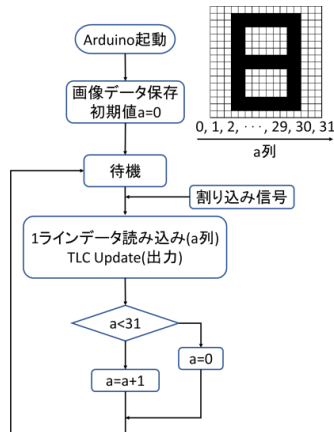 Arduino起動
画像データ保存
初期値a=0
0, 1, 2, ･･･, 29, 30, 31
a列
待機
割り込み信号
1ラインデータ読み込み(a列)
TLC Update(出力)
a<31
a=0
a=a+1